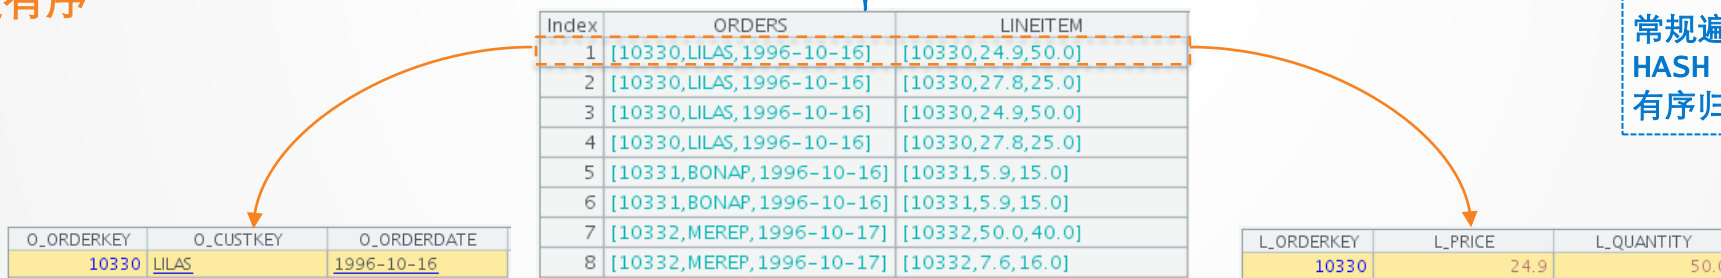 有序
Index ORDERS LINEITEM
1 [10330,LILAS,1996-10-16] [10330,24.9,50.0]
2 [10330,LILAS,1996-10-16] [10330,27.8,25.0]
3 [10330,LILAS,1996-10-16] [10330,24.9,50.0]
4 [10330,LILAS,1996-10-16] [10330,27.8,25.0]
5 [10331,BONAP,1996-10-16] [10331,5.9,15.0]
6 [10331,BONAP,1996-10-16] [10331,5.9,15.0]
7 [10332,MEREP,1996-10-17] [10332,50.0,40.0]
8 [10332,MEREP,1996-10-17] [10332,7.6,16.0]
常规遍
HASH
有序归
O_ORDERKEY O_CUSTKEY O_ORDERDATE
10330 LILAS 1996-10-16
L_ORDERKEY L_PRICE L_QUANTITY
10330 24.9 50.0